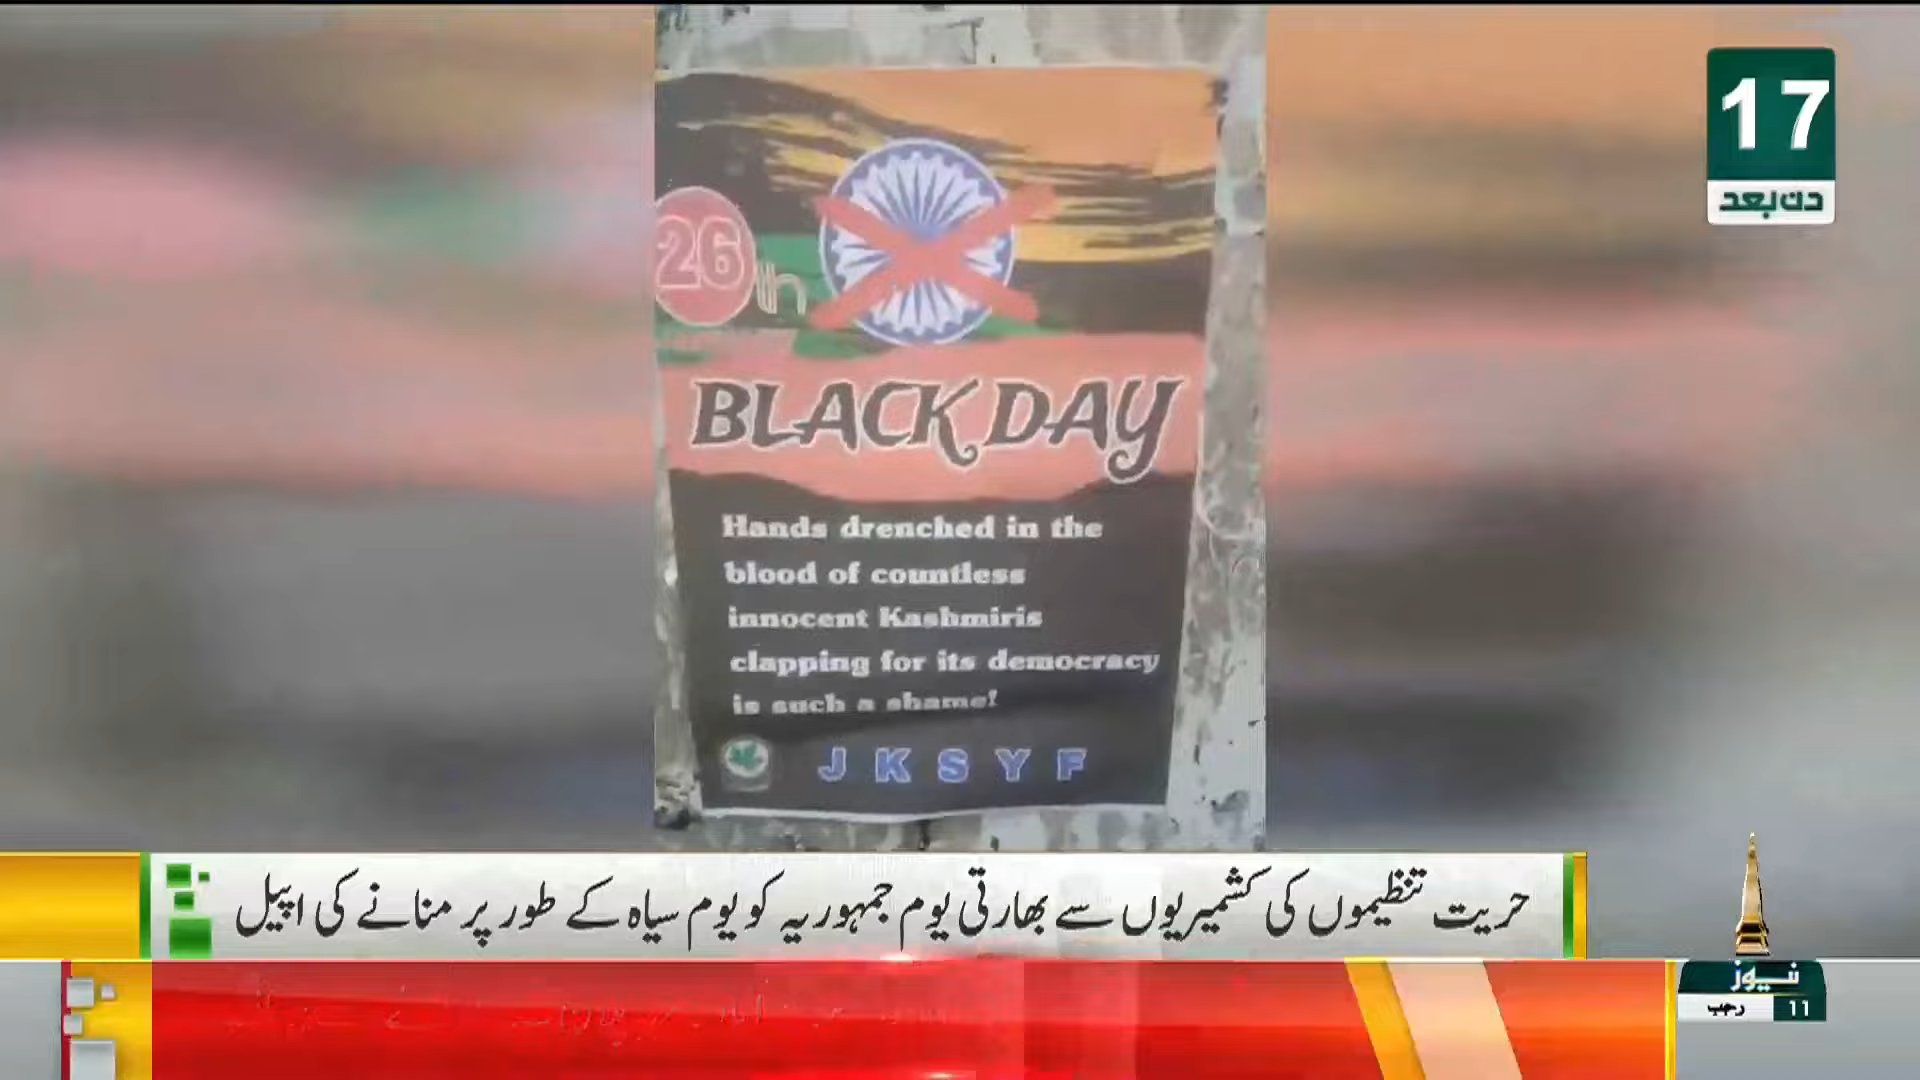 17
دن بعد
26th
BLACK DAY
Hands drenched in the
blood of countless
innocent Kashmiris
clapping for its democracy
is such a shame!
J K S Y F
حریت تنظیموں کی کشمیریوں سے بھارتی یوم جمہوریہ کو یوم سیاہ کے طور پر منانے کی اپیل
نیوز
11 رجب